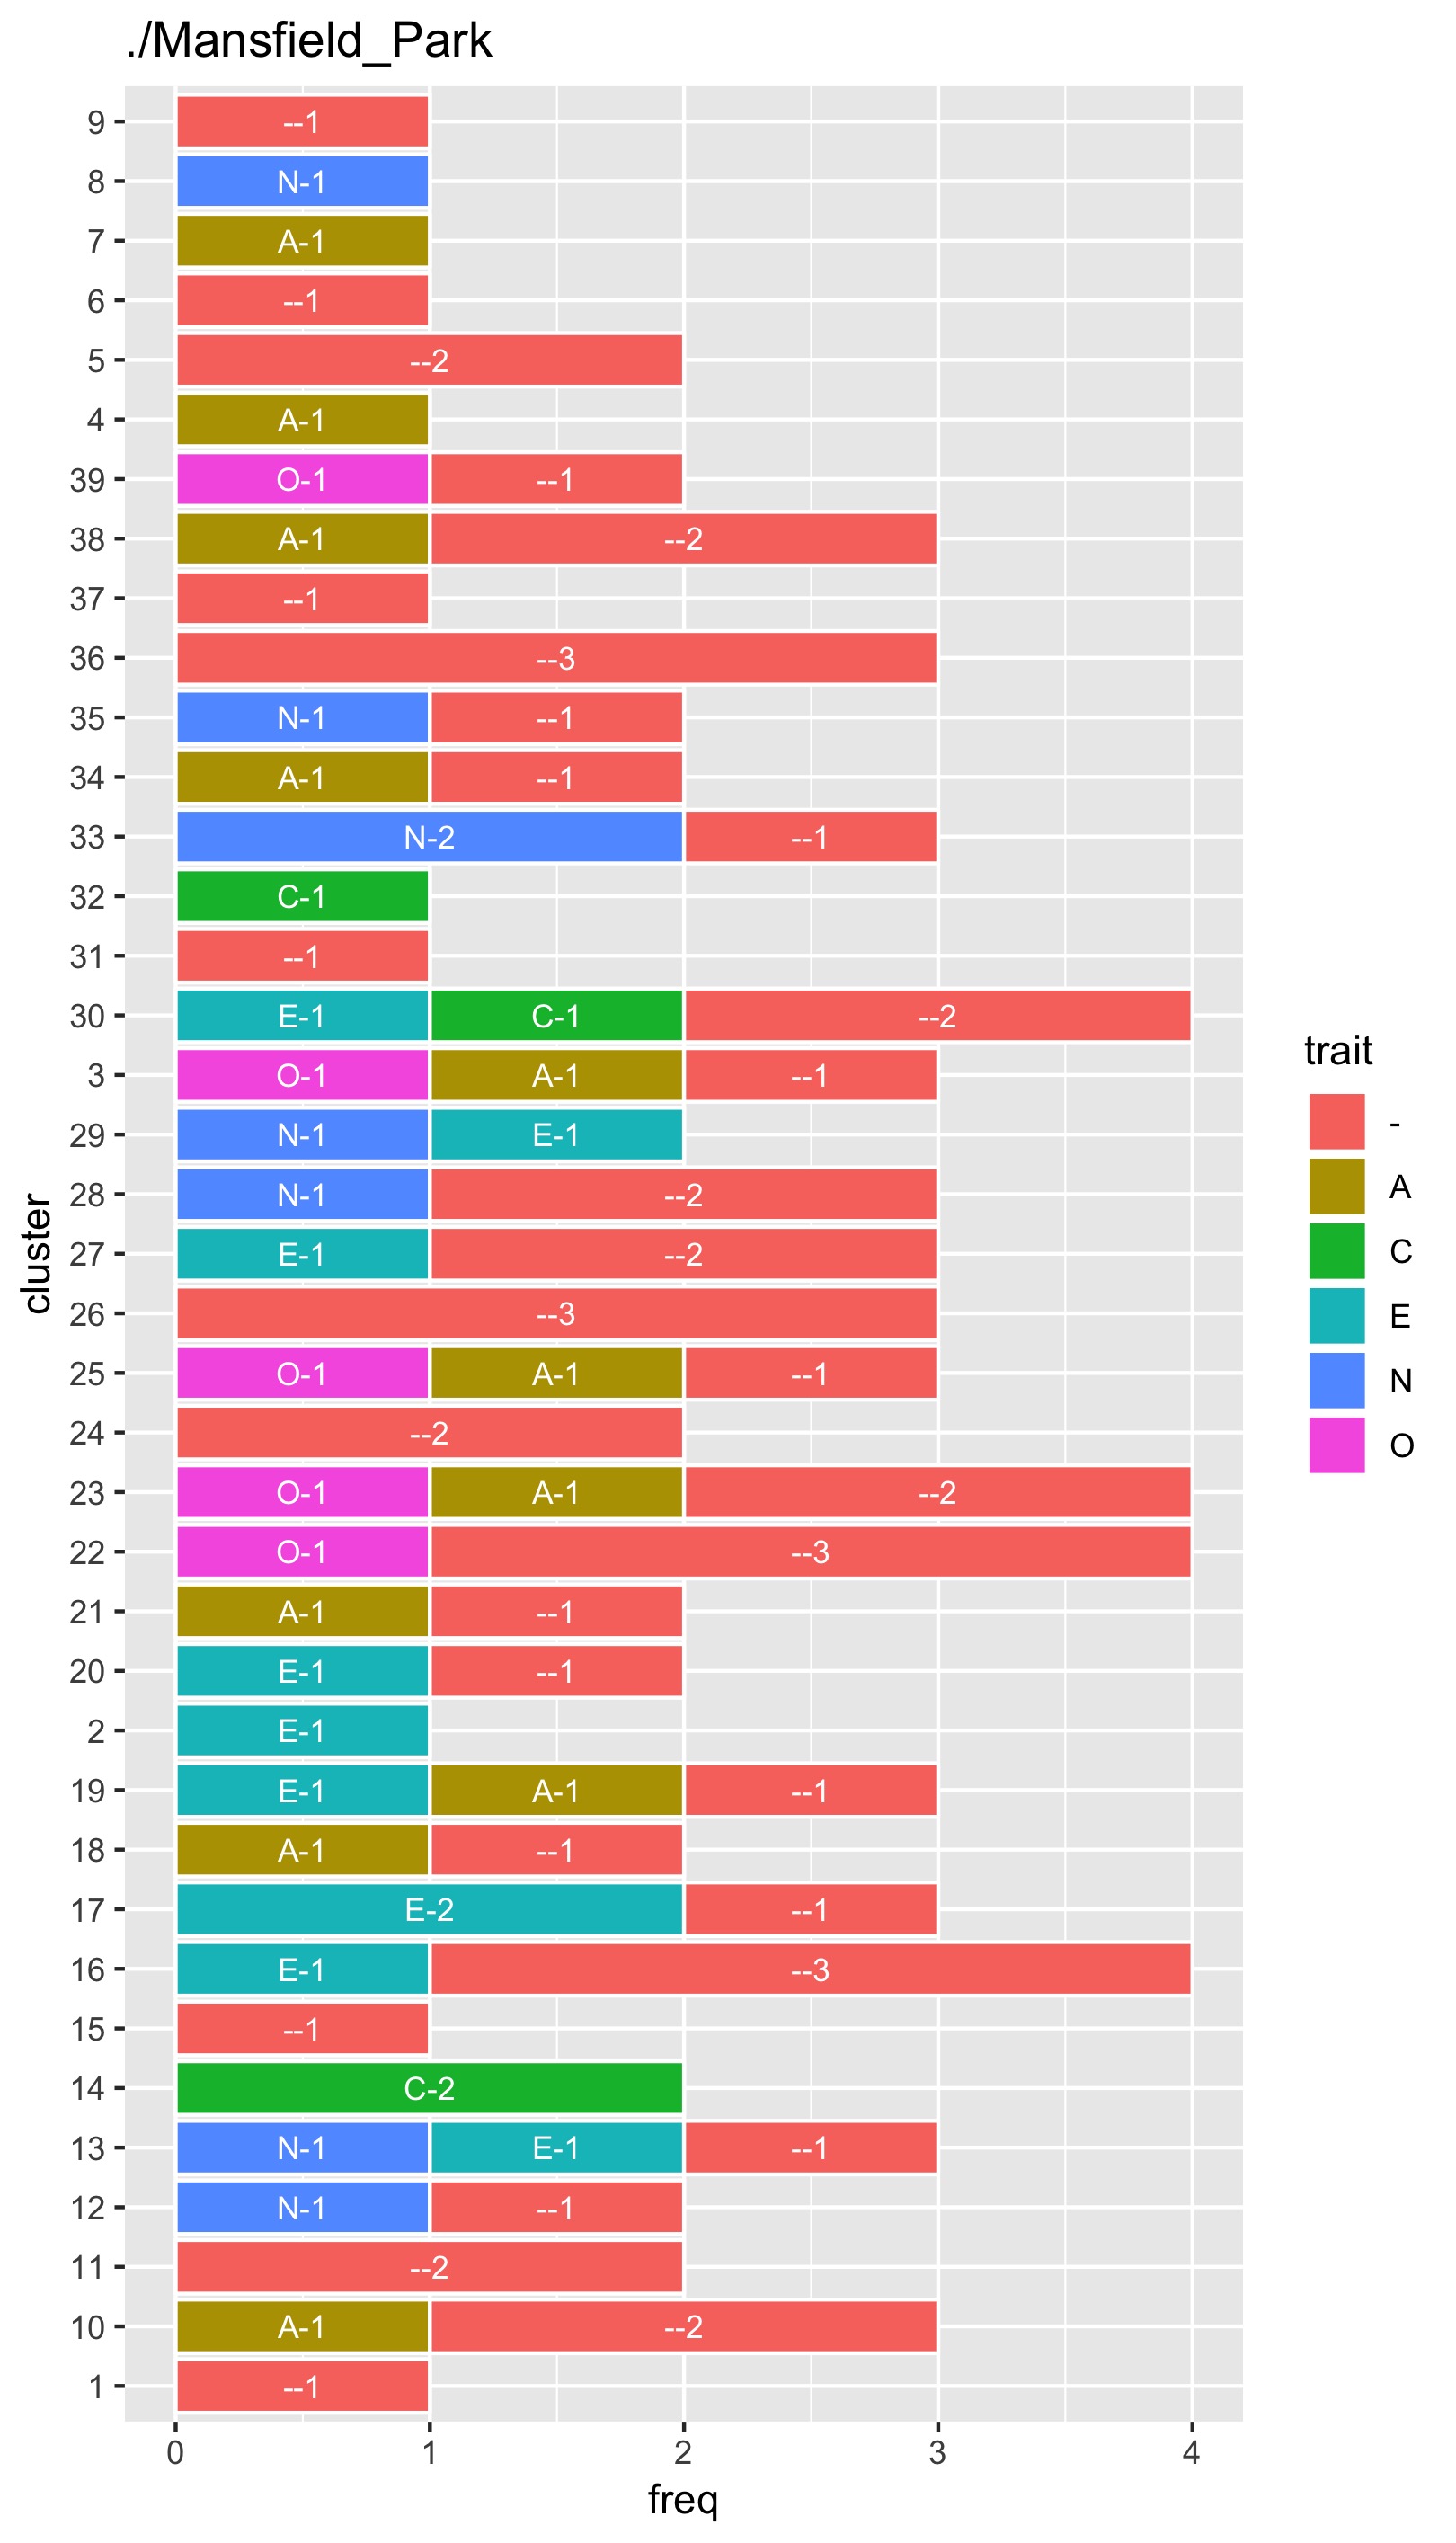 ./Mansfield_Park
9 --1
8 N-1
7 A-1
6 --1
5 --2
4 A-1
39 O-1 --1
38 A-1 --2
37 --1
36 --3
35 N-1 --1
34 A-1 --1
33 N-2 --1
32 C-1
31 --1
30 E-1 C-1 --2
3 O-1 A-1 --1
29 N-1 E-1
28 N-1 --2
27 E-1 --2
26 --3
25 O-1 A-1 --1
24 --2
23 O-1 A-1 --2
22 O-1 --3
21 A-1 --1
20 E-1 --1
2 E-1
19 E-1 A-1 --1
18 A-1 --1
17 E-2 --1
16 E-1 --3
15 --1
14 C-2
13 N-1 E-1 --1
12 N-1 --1
11 --2
10 A-1 --2
1 --1
0 1 2 3 4
freq
cluster
trait
-
A
C
E
N
O